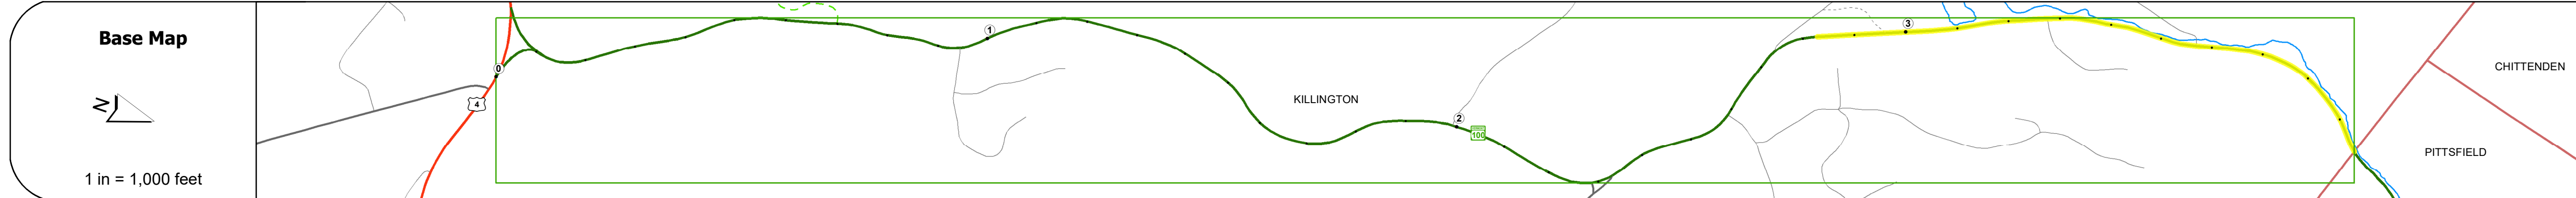 Base Map
N
1 in = 1,000 feet
0
4
1
KILLINGTON
2
100
3
CHITTENDEN
PITTSFIELD